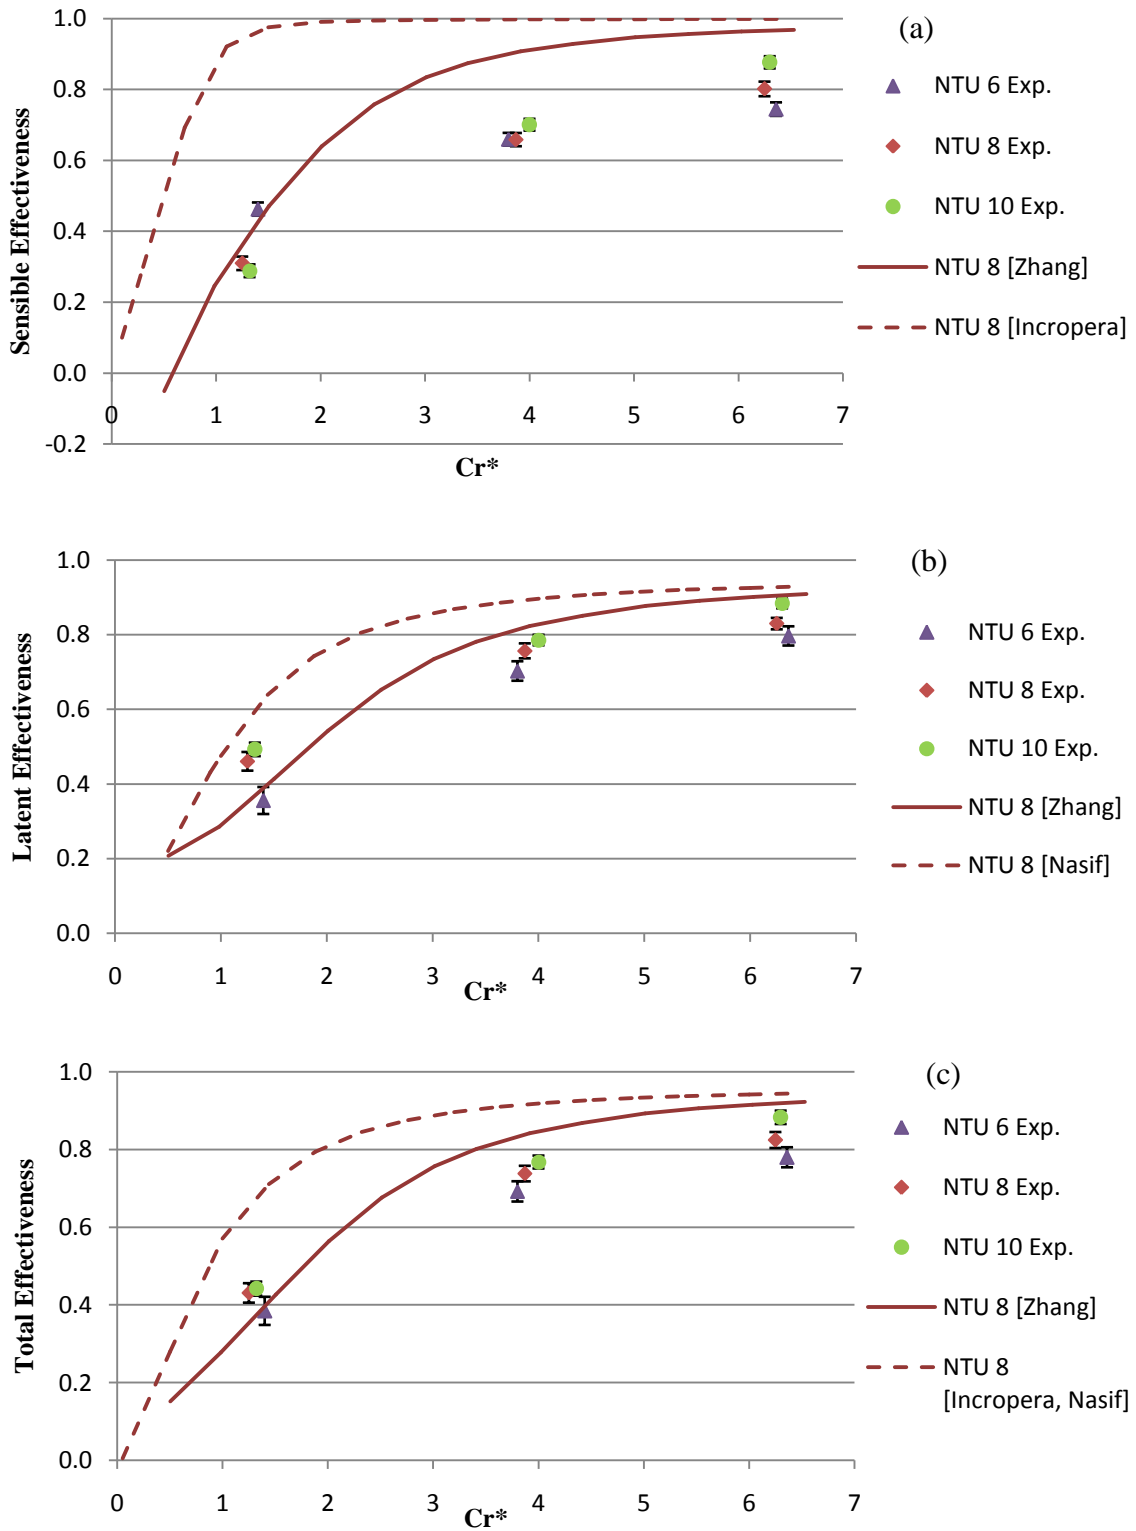 (a)
1.0
0.8
0.6
0.4
0.2
0.0
-0.2
Sensible Effectiveness
0 1 2 3 4 5 6 7
Cr*
NTU 6 Exp.
NTU 8 Exp.
NTU 10 Exp.
NTU 8 [Zhang]
NTU 8 [Incropera]
(b)
1.0
0.8
0.6
0.4
0.2
0.0
Latent Effectiveness
0 1 2 3 4 5 6 7
Cr*
NTU 6 Exp.
NTU 8 Exp.
NTU 10 Exp.
NTU 8 [Zhang]
NTU 8 [Nasif]
(c)
1.0
0.8
0.6
0.4
0.2
0.0
Total Effectiveness
0 1 2 3 4 5 6 7
Cr*
NTU 6 Exp.
NTU 8 Exp.
NTU 10 Exp.
NTU 8 [Zhang]
NTU 8
[Incropera, Nasif]